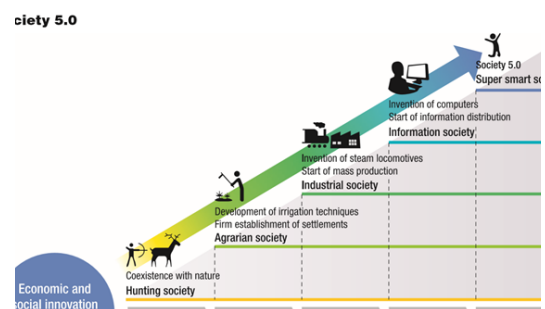 ciety 5.0
Society 5.0
Super smart so
Invention of computers
Start of information distribution
Information society
Invention of steam locomotives
Start of mass production
Industrial society
Development of irrigation techniques
Firm establishment of settlements
Agrarian society
Coexistence with nature
Hunting society
Economic and
social innovation